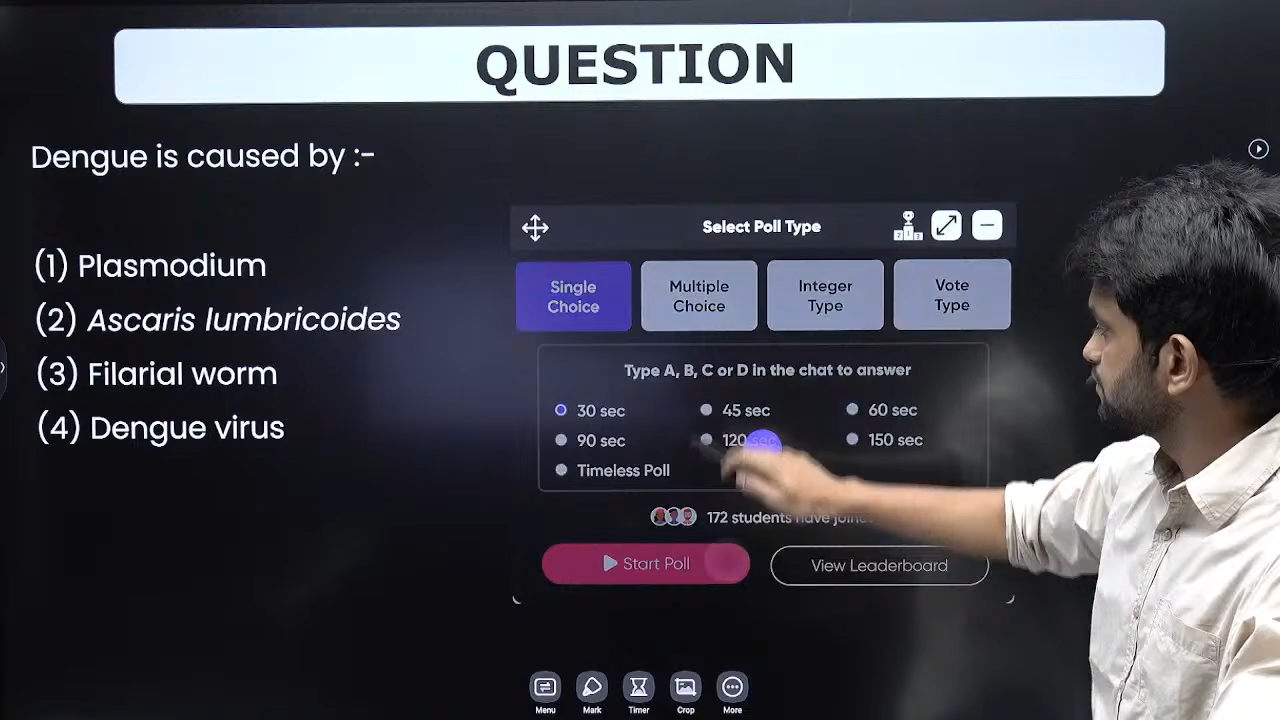 QUESTION
Dengue is caused by :-
(1) Plasmodium
(2) Ascaris lumbricoides
(3) Filarial worm
(4) Dengue virus
Select Poll Type
Single Choice
Multiple Choice
Integer Type
Vote Type
Type A, B, C or D in the chat to answer
30 sec 45 sec 60 sec
90 sec 120 sec 150 sec
Timeless Poll
172 students have joined
Start Poll View Leaderboard
Menu Mark Timer Crop More